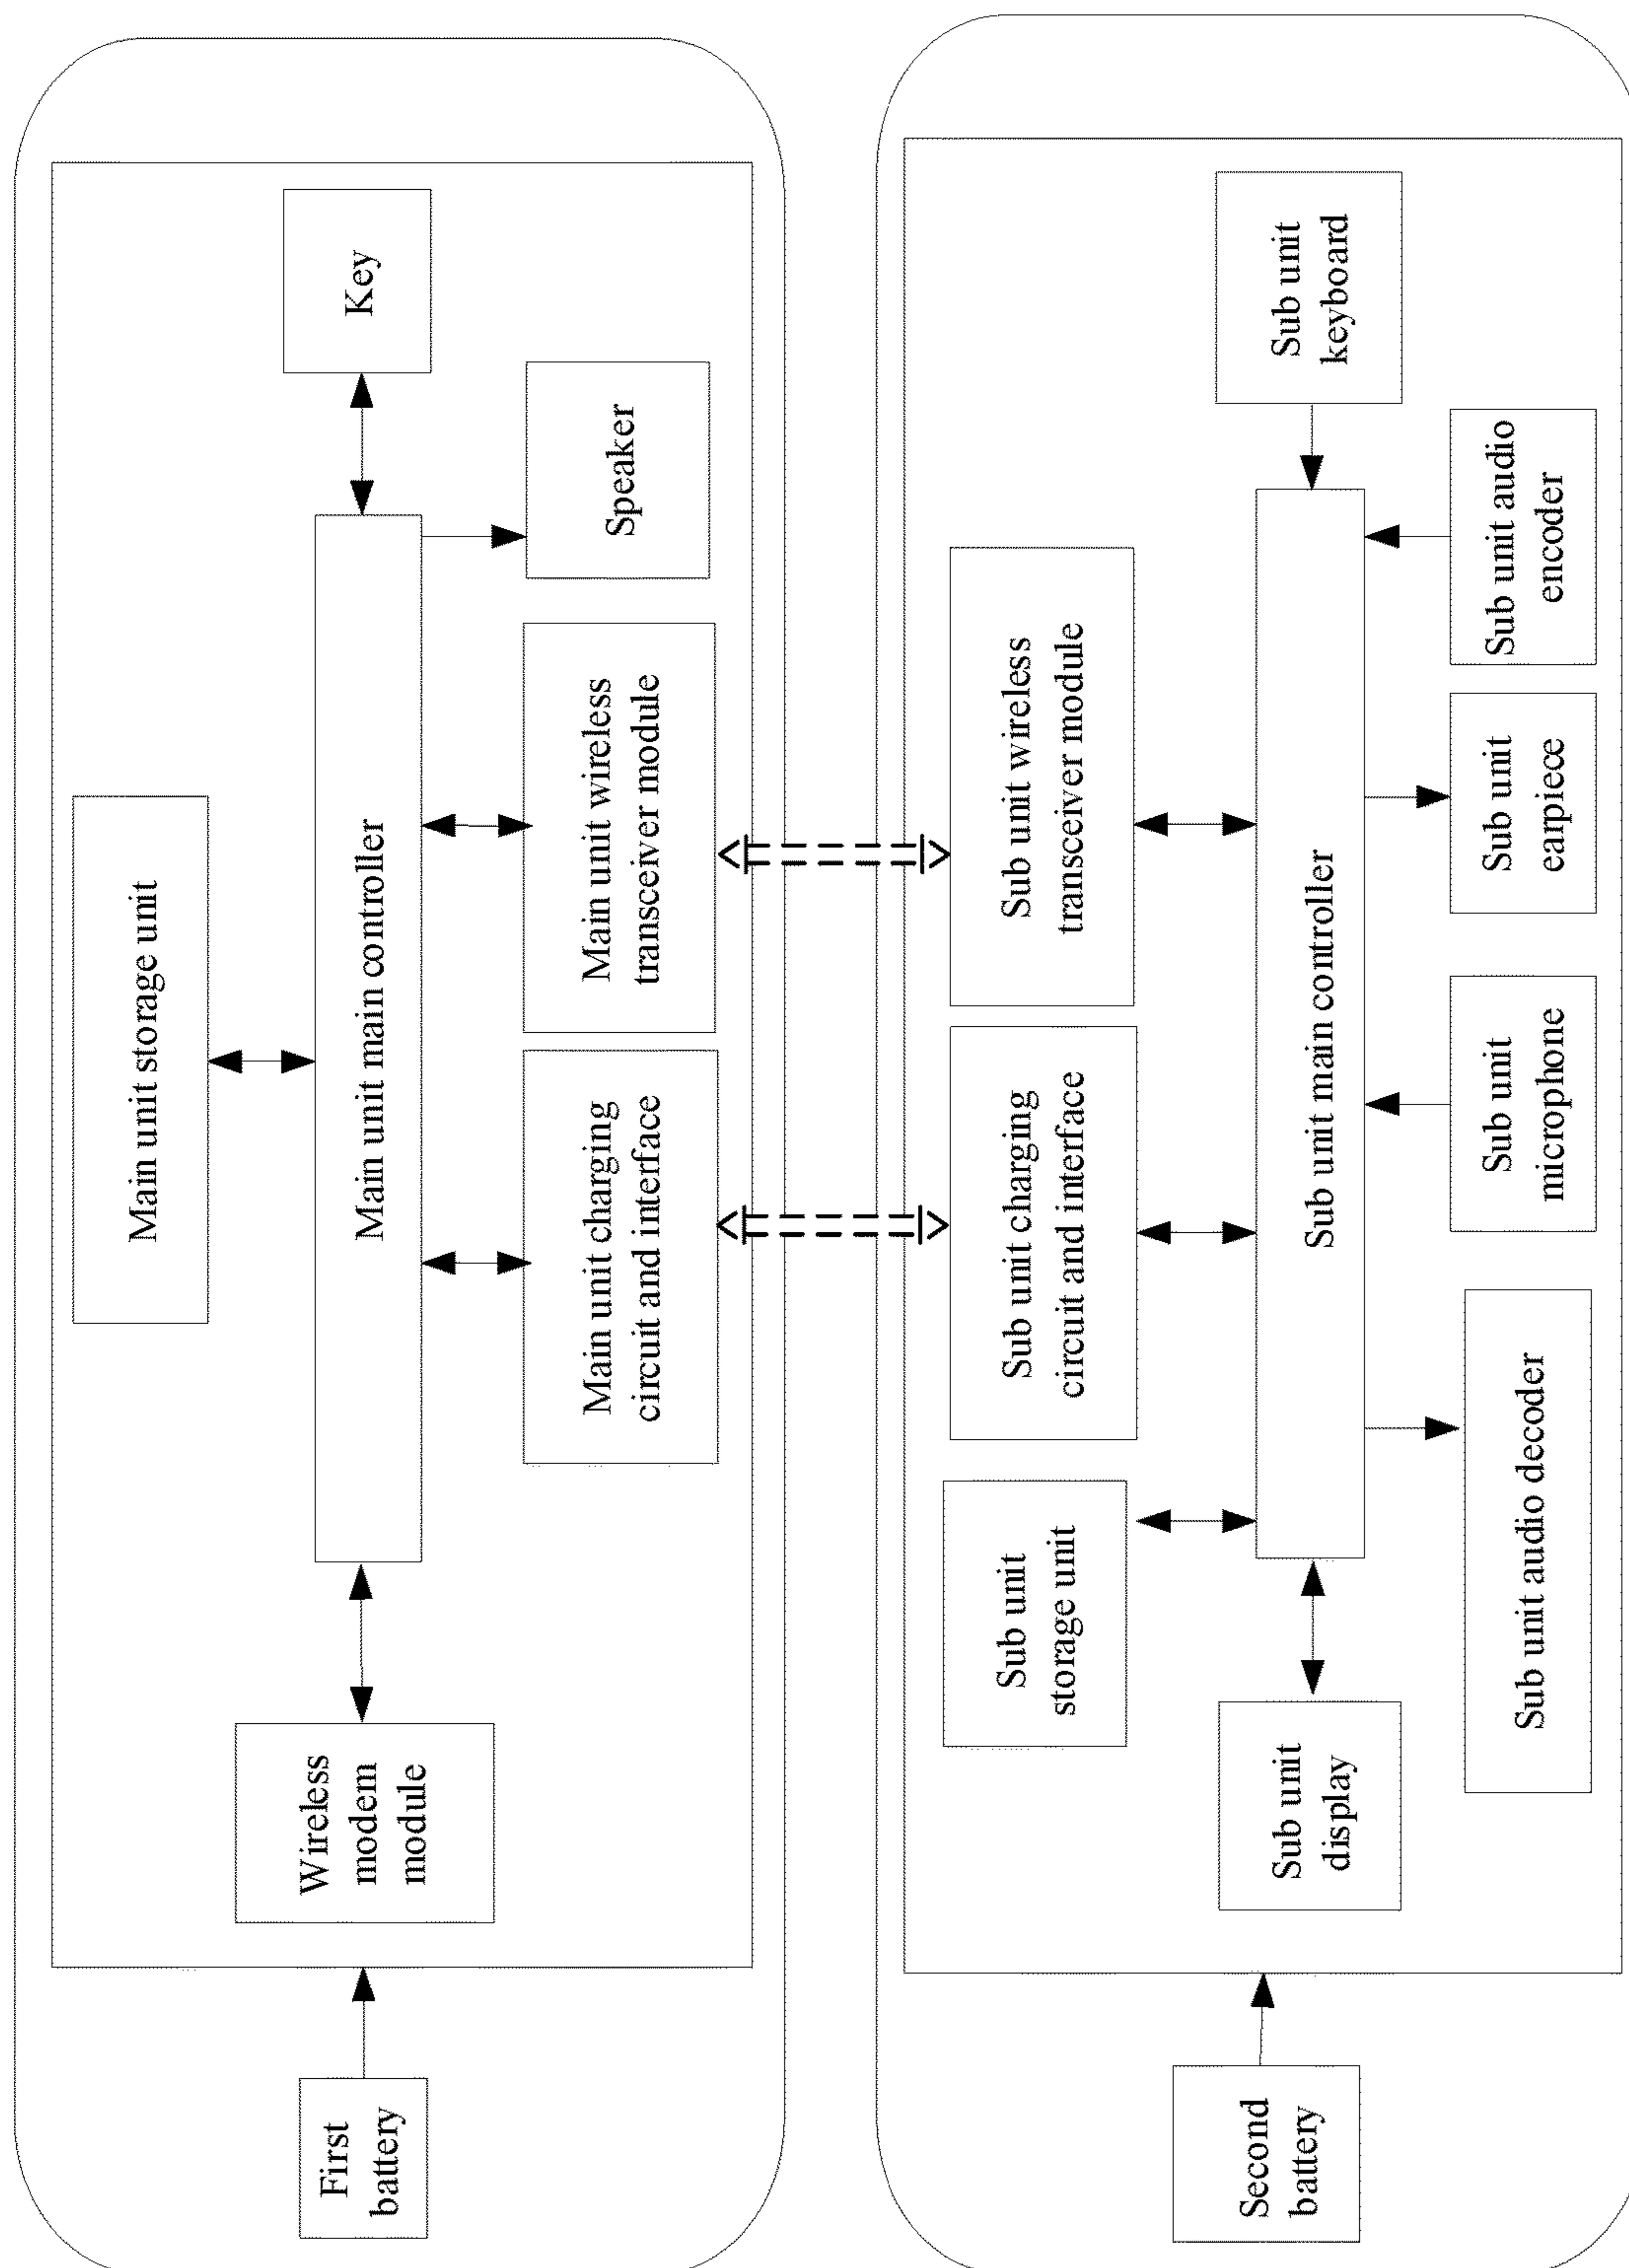 First
battery
Wireless
modem
module
Main unit storage unit
Main unit main controller
Main unit charging
circuit and interface
Main unit wireless
transceiver module
Speaker
Key
Second
battery
Sub unit
display
Sub unit
storage unit
Sub unit charging
circuit and interface
Sub unit wireless
transceiver module
Sub unit main controller
Sub unit
keyboard
Sub unit audio decoder
Sub unit
microphone
Sub unit
earpiece
Sub unit audio
encoder